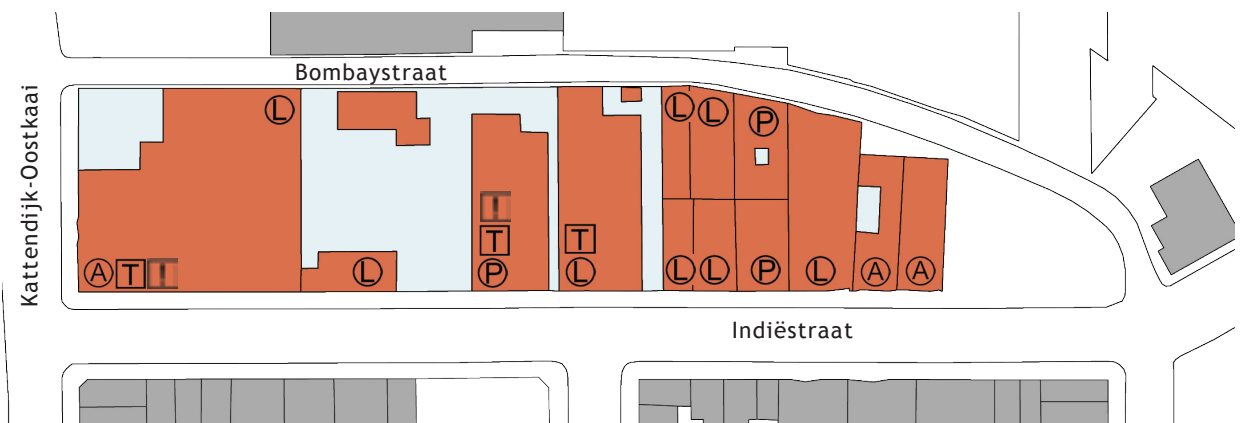 Bombaystraat
Kattendijk-Oostkaai
L
L L P
T T
A T L P L L L P L A A
Indiëstraat